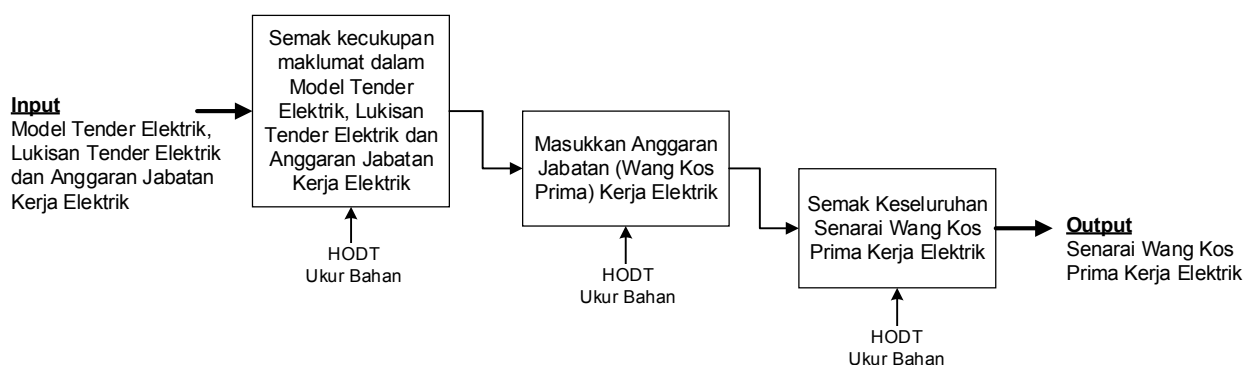 Input
Model Tender Elektrik,
Lukisan Tender Elektrik
dan Anggaran Jabatan
Kerja Elektrik
Semak kecukupan
maklumat dalam
Model Tender
Elektrik, Lukisan
Tender Elektrik dan
Anggaran Jabatan
Kerja Elektrik
HODT
Ukur Bahan
Masukkan Anggaran
Jabatan (Wang Kos
Prima) Kerja Elektrik
HODT
Ukur Bahan
Semak Keseluruhan
Senarai Wang Kos
Prima Kerja Elektrik
HODT
Ukur Bahan
Output
Senarai Wang Kos
Prima Kerja Elektrik